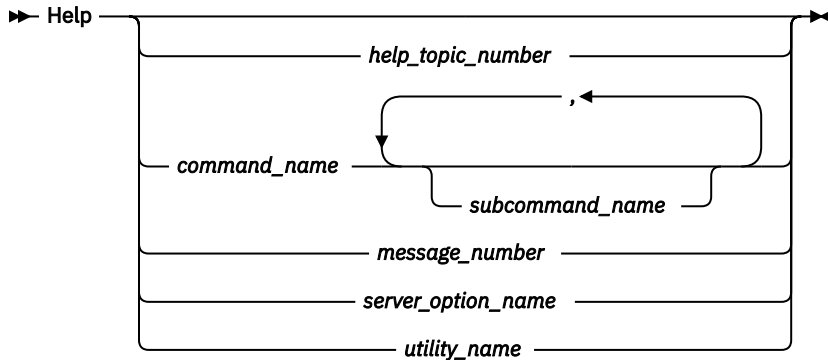 Help
help_topic_number
,
command_name
subcommand_name
message_number
server_option_name
utility_name